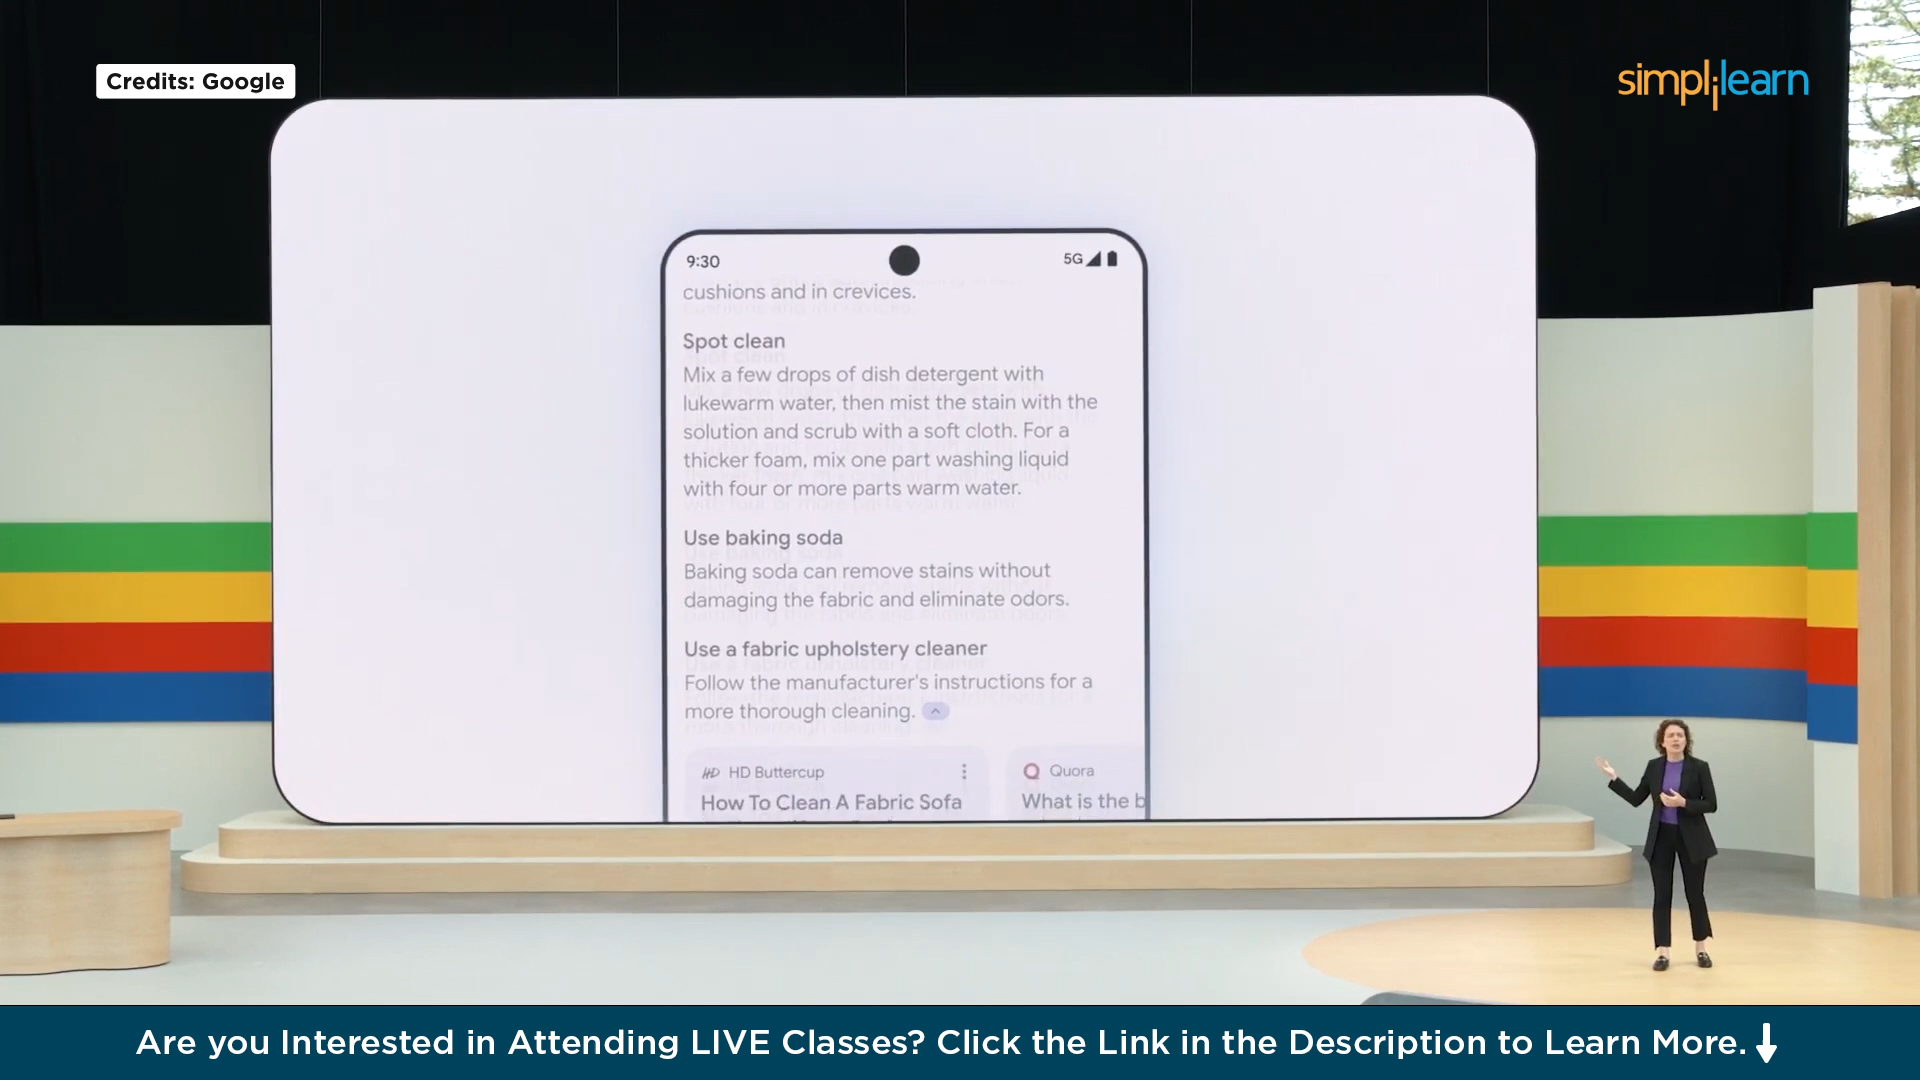 Credits: Google
simplilearn
9:30
5G
cushions and in crevices.
Spot clean
Mix a few drops of dish detergent with
lukewarm water, then mist the stain with the
solution and scrub with a soft cloth. For a
thicker foam, mix one part washing liquid
with four or more parts warm water.
Use baking soda
Baking soda can remove stains without
damaging the fabric and eliminate odors.
Use a fabric upholstery cleaner
Follow the manufacturer's instructions for a
more thorough cleaning.
HD HD Buttercup
How To Clean A Fabric Sofa
Quora
What is the b
Are you Interested in Attending LIVE Classes? Click the Link in the Description to Learn More.